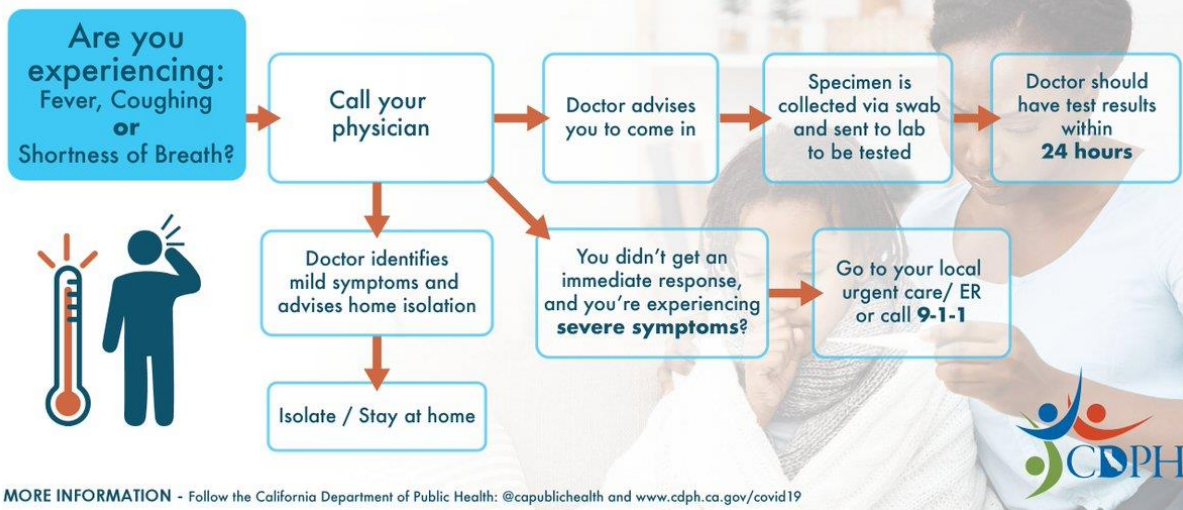 Are you
experiencing:
Fever, Coughing
or
Shortness of Breath?
Call your
physician
Doctor advises
you to come in
Specimen is
collected via swab
and sent to lab
to be tested
Doctor should
have test results
within
24 hours
Doctor identifies
mild symptoms and
advises home isolation
You didn't get an
immediate response,
and you're experiencing
severe symptoms?
Go to your local
urgent care/ ER
or call 9-1-1
Isolate / Stay at home
CDPH
MORE INFORMATION - Follow the California Department of Public Health: @capublichealth and www.cdph.ca.gov/covid19